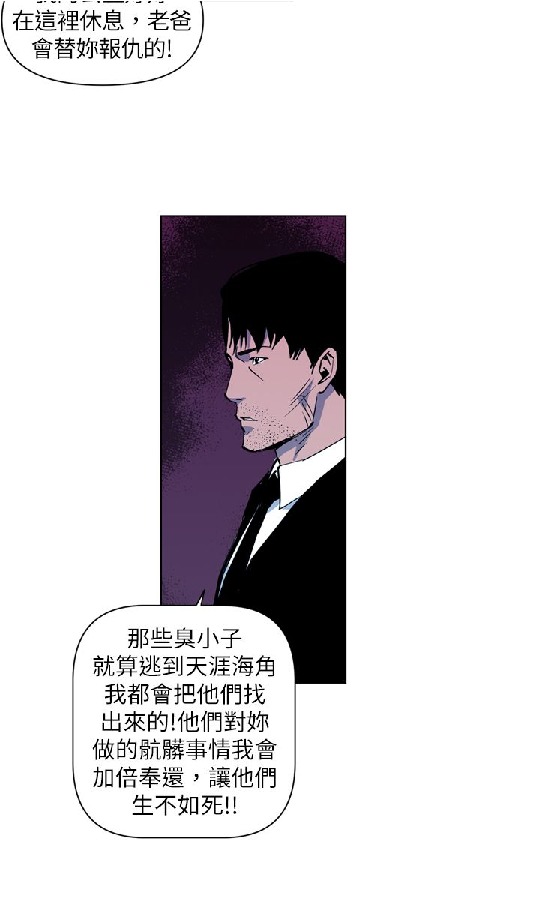 在這裡休息，老爸
會替妳報仇的!
那些臭小子
就算逃到天涯海角
我都會把他們找
出來的!他們對妳
做的骯髒事情我會
加倍奉還，讓他們
生不如死!!